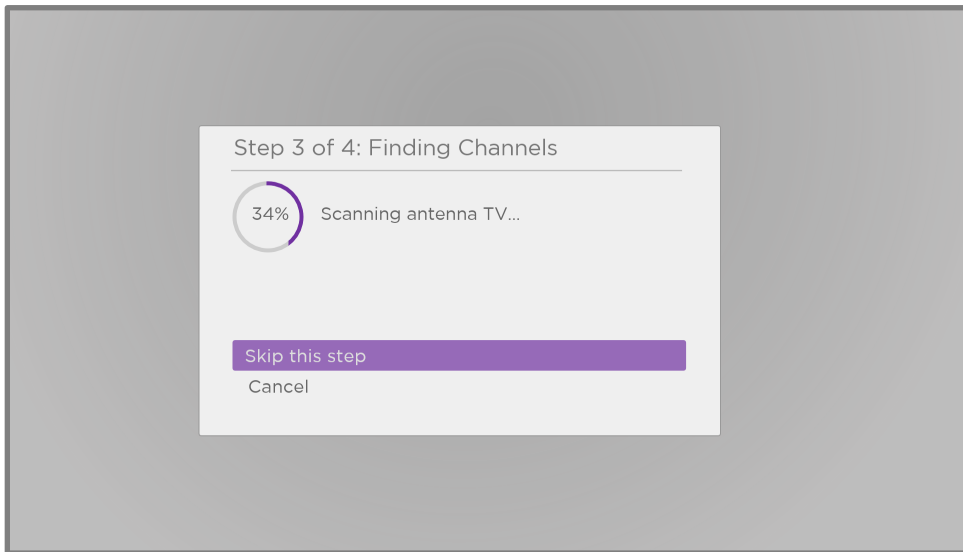 Step 3 of 4: Finding Channels
34%
Scanning antenna TV...
Skip this step
Cancel